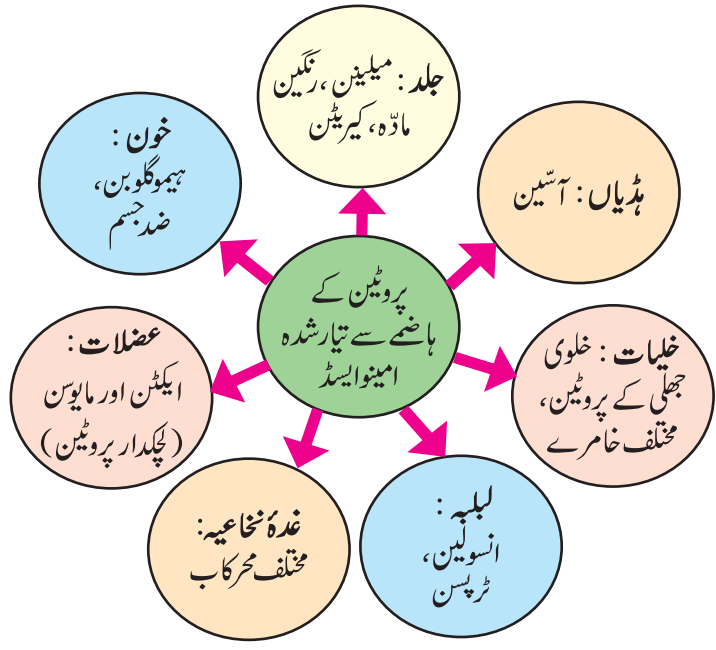 پروٹین کے
ہاضمے سے تیار شدہ
امینو ایسڈ
جلد : میلینن، رنگین
مادّہ، کیریٹن
ہڈیاں : آسّین
خلیات : خلوی
جھلی کے پروٹین،
مختلف خامرے
لبلبہ :
انسولین،
ٹرپسن
غدۂ نخاعیہ:
مختلف محرکاب
عضلات :
ایکٹن اور مایوسن
(لچکدار پروٹین)
خون :
ہیموگلوبن،
ضد جسم